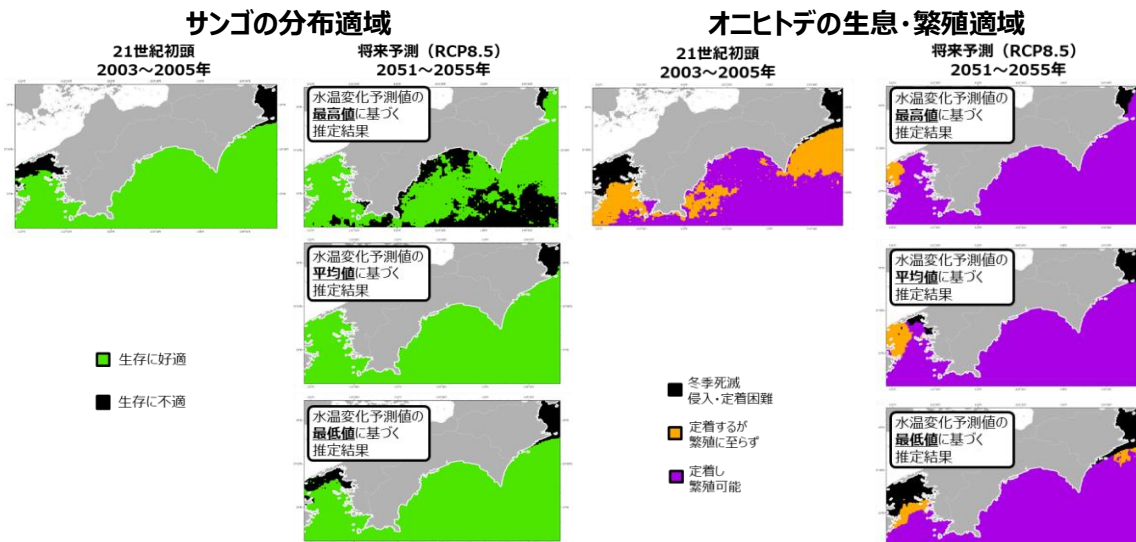 サンゴの分布適域
21世紀初頭
2003～2005年
将来予測（RCP8.5）
2051～2055年
水温変化予測値の
最高値に基づく
推定結果
水温変化予測値の
平均値に基づく
推定結果
水温変化予測値の
最低値に基づく
推定結果
生存に好適
生存に不適
オニヒトデの生息・繁殖適域
21世紀初頭
2003～2005年
将来予測（RCP8.5）
2051～2055年
水温変化予測値の
最高値に基づく
推定結果
水温変化予測値の
平均値に基づく
推定結果
水温変化予測値の
最低値に基づく
推定結果
冬季死滅
侵入・定着困難
定着するが
繁殖に至らず
定着し
繁殖可能